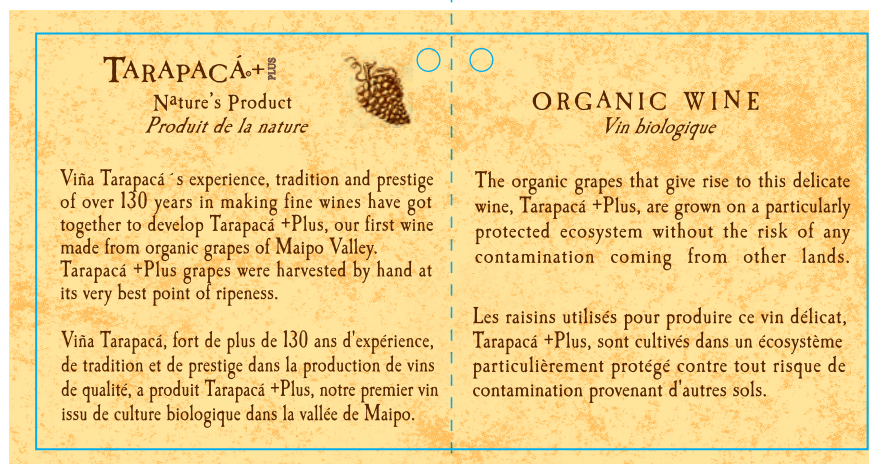 TARAPACÁ+ PLUS
Nature's Product
Produit de la nature
Viña Tarapacá´s experience, tradition and prestige
of over 130 years in making fine wines have got
together to develop Tarapacá +Plus, our first wine
made from organic grapes of Maipo Valley.
Tarapacá +Plus grapes were harvested by hand at
its very best point of ripeness.
Viña Tarapacá, fort de plus de 130 ans d'expérience,
de tradition et de prestige dans la production de vins
de qualité, a produit Tarapacá +Plus, notre premier vin
issu de culture biologique dans la vallée de Maipo.
ORGANIC WINE
Vin biologique
The organic grapes that give rise to this delicate
wine, Tarapacá +Plus, are grown on a particularly
protected ecosystem without the risk of any
contamination coming from other lands.
Les raisins utilisés pour produire ce vin délicat,
Tarapacá +Plus, sont cultivés dans un écosystème
particulièrement protégé contre tout risque de
contamination provenant d'autres sols.